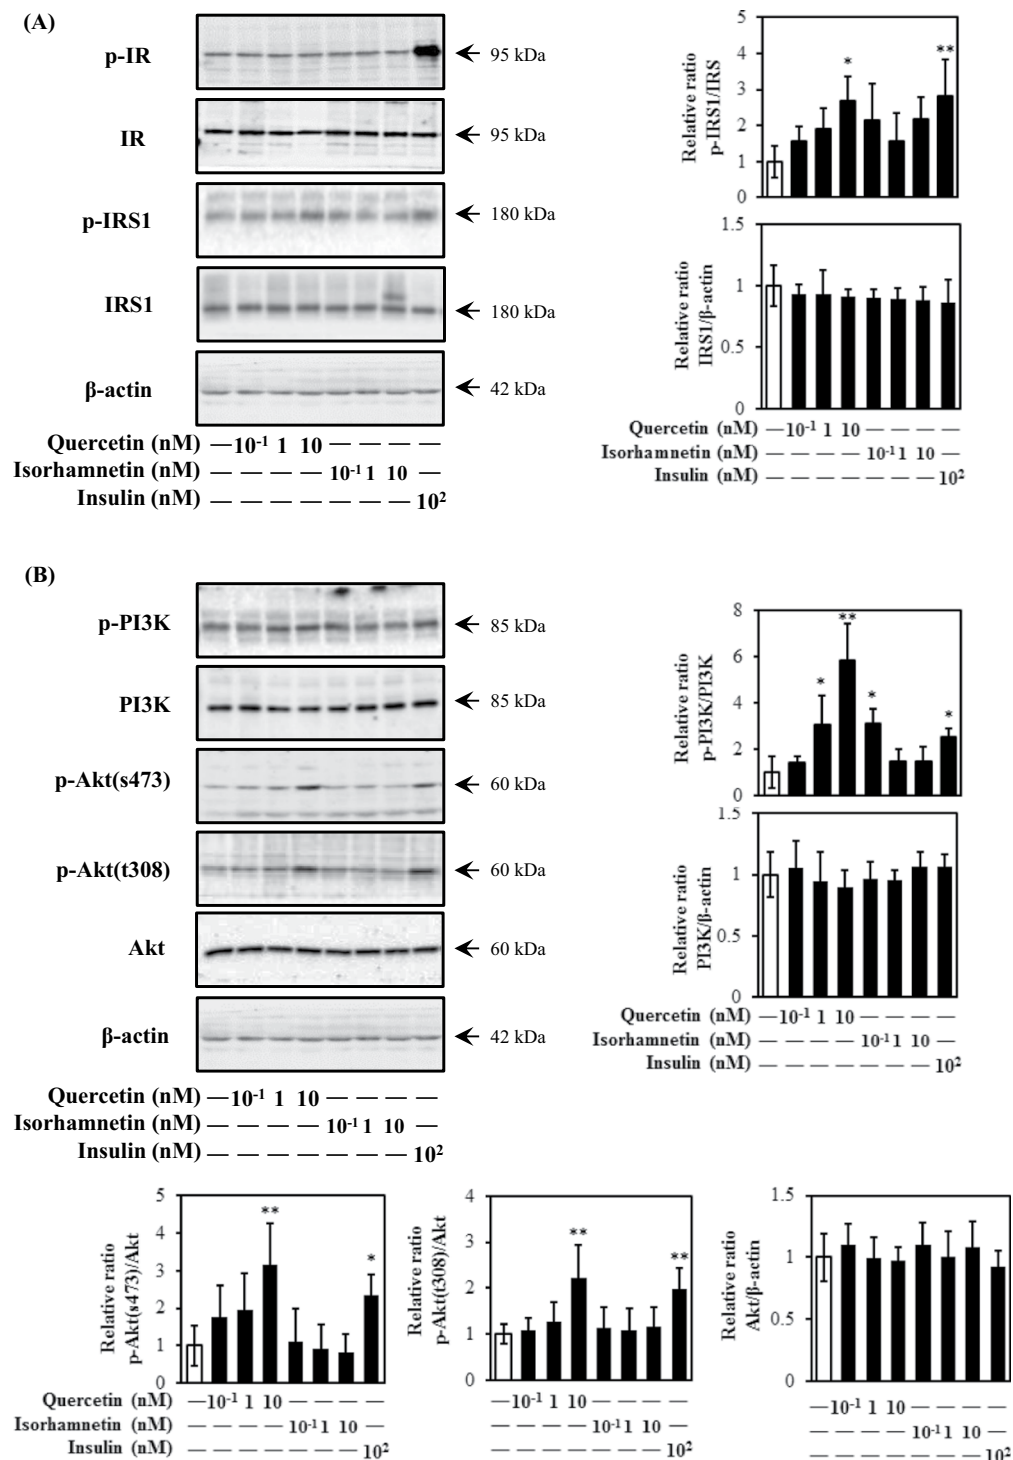 (A)
p-IR
95 kDa
IR
95 kDa
p-IRS1
180 kDa
IRS1
180 kDa
β-actin
42 kDa
Quercetin (nM) — 10⁻¹ 1 10 — — — —
Isorhamnetin (nM) — — — — 10⁻¹ 1 10 —
Insulin (nM) — — — — — — — 10²
Relative ratio
p-IRS1/IRS
5
4
3
2
1
0
*
**
Relative ratio
IRS1/β-actin
1.5
1
0.5
0
Quercetin (nM) — 10⁻¹ 1 10 — — — —
Isorhamnetin (nM) — — — — 10⁻¹ 1 10 —
Insulin (nM) — — — — — — — 10²
(B)
p-PI3K
85 kDa
PI3K
85 kDa
p-Akt(s473)
60 kDa
p-Akt(t308)
60 kDa
Akt
60 kDa
β-actin
42 kDa
Quercetin (nM) — 10⁻¹ 1 10 — — — —
Isorhamnetin (nM) — — — — 10⁻¹ 1 10 —
Insulin (nM) — — — — — — — 10²
Relative ratio
p-PI3K/PI3K
8
6
4
2
0
*
**
*
*
Relative ratio
PI3K/β-actin
1.5
1
0.5
0
Quercetin (nM) — 10⁻¹ 1 10 — — — —
Isorhamnetin (nM) — — — — 10⁻¹ 1 10 —
Insulin (nM) — — — — — — — 10²
Relative ratio
p-Akt(s473)/Akt
5
4
3
2
1
0
**
*
Quercetin (nM) — 10⁻¹ 1 10 — — — —
Isorhamnetin (nM) — — — — 10⁻¹ 1 10 —
Insulin (nM) — — — — — — — 10²
Relative ratio
p-Akt(t308)/Akt
4
3
2
1
0
**
**
— 10⁻¹ 1 10 — — — —
— — — — 10⁻¹ 1 10 —
— — — — — — — 10²
Relative ratio
Akt/β-actin
1.5
1
0.5
0
— 10⁻¹ 1 10 — — — —
— — — — 10⁻¹ 1 10 —
— — — — — — — 10²